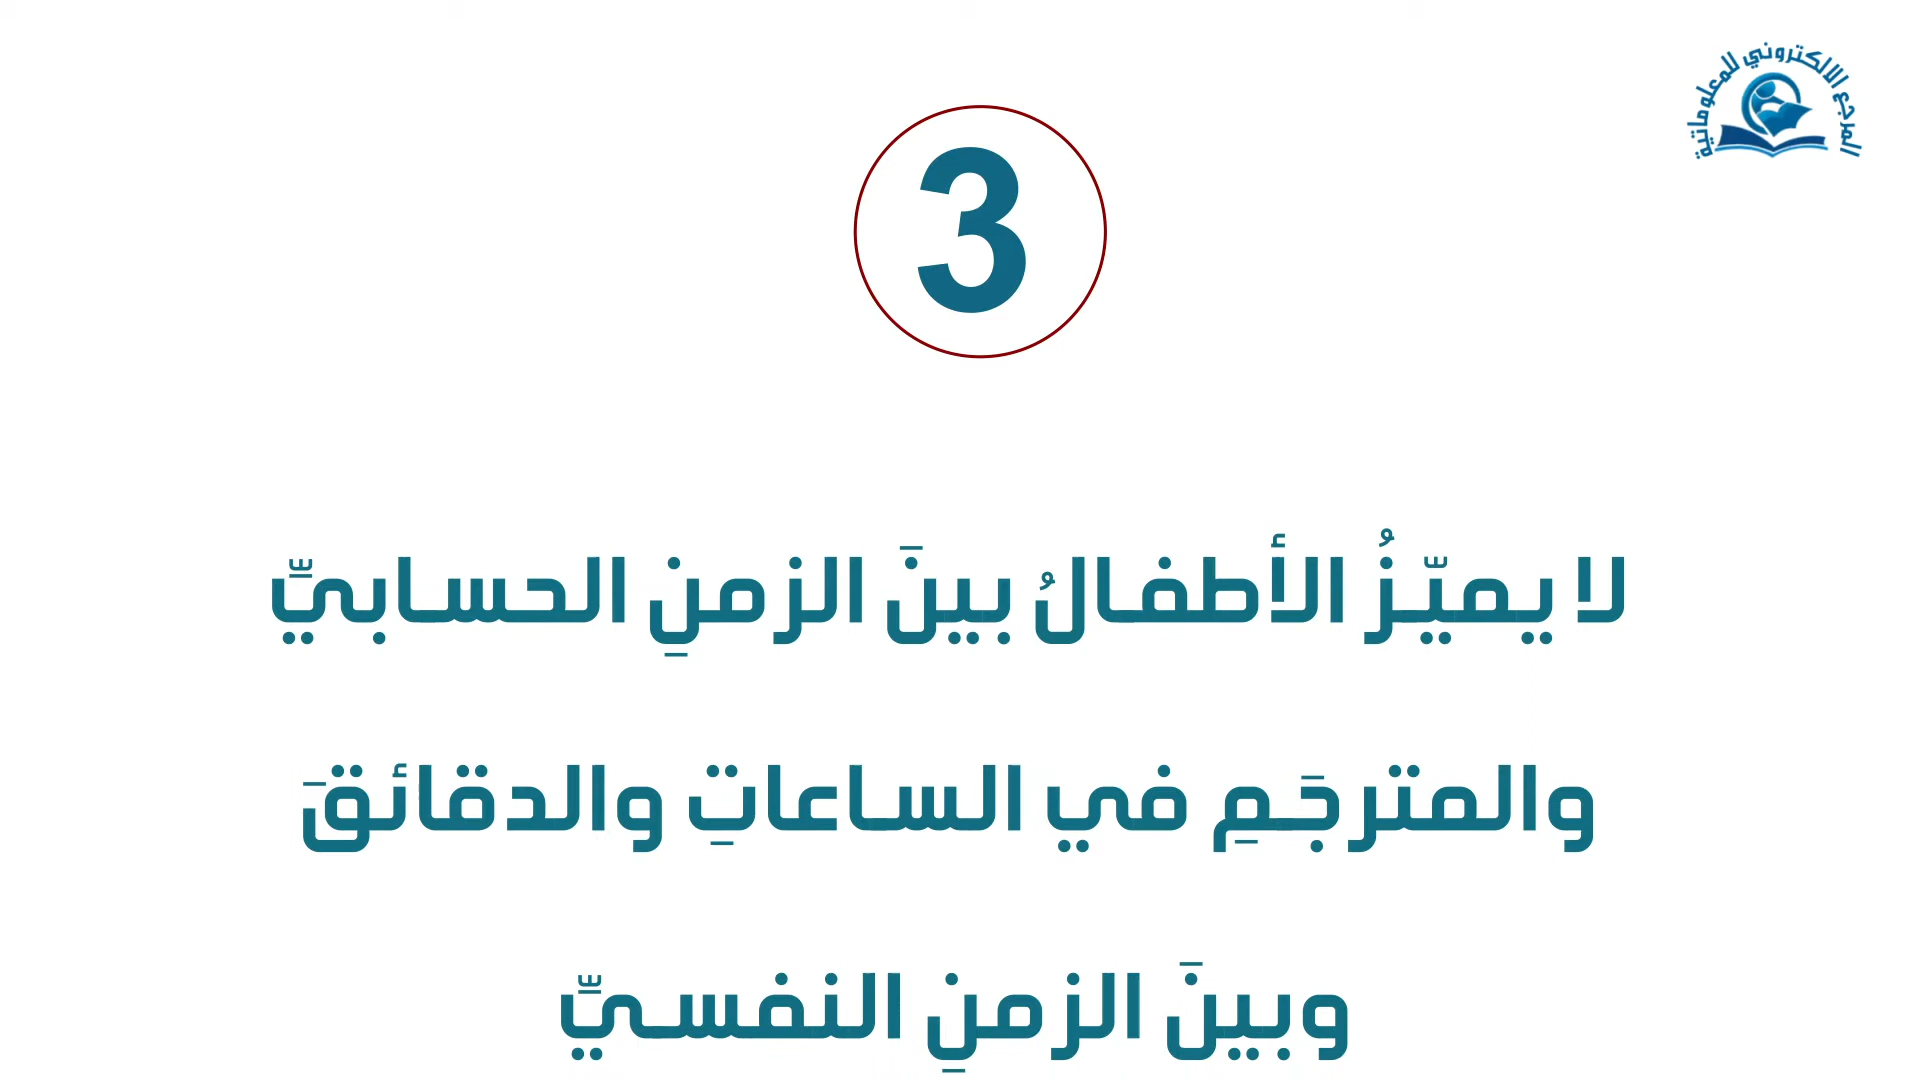 المرجع الالكتروني للمعلوماتية
3
لا يميّزُ الأطفالُ بينَ الزمنِ الحسابيَّ
والمترجَمِ في الساعاتِ والدقائقَ
وبينَ الزمنِ النفسيَّ